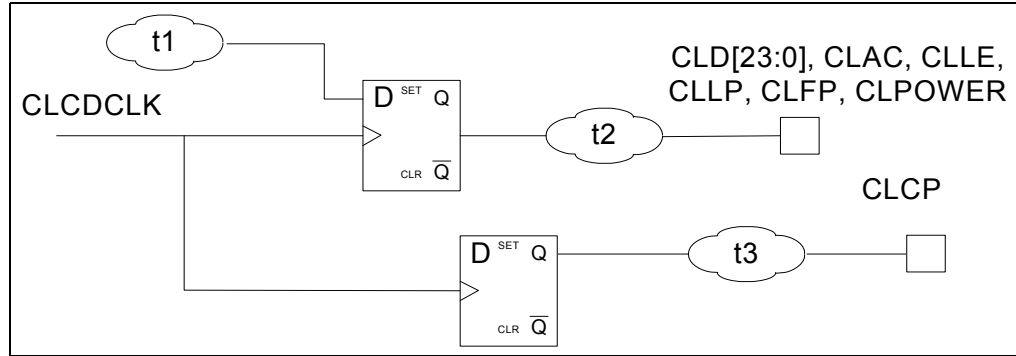 t1
CLD[23:0], CLAC, CLLE,
CLLP, CLFP, CLPOWER
CLCDCLK
D SET Q
CLR Q
t2
CLCP
D SET Q
CLR Q
t3